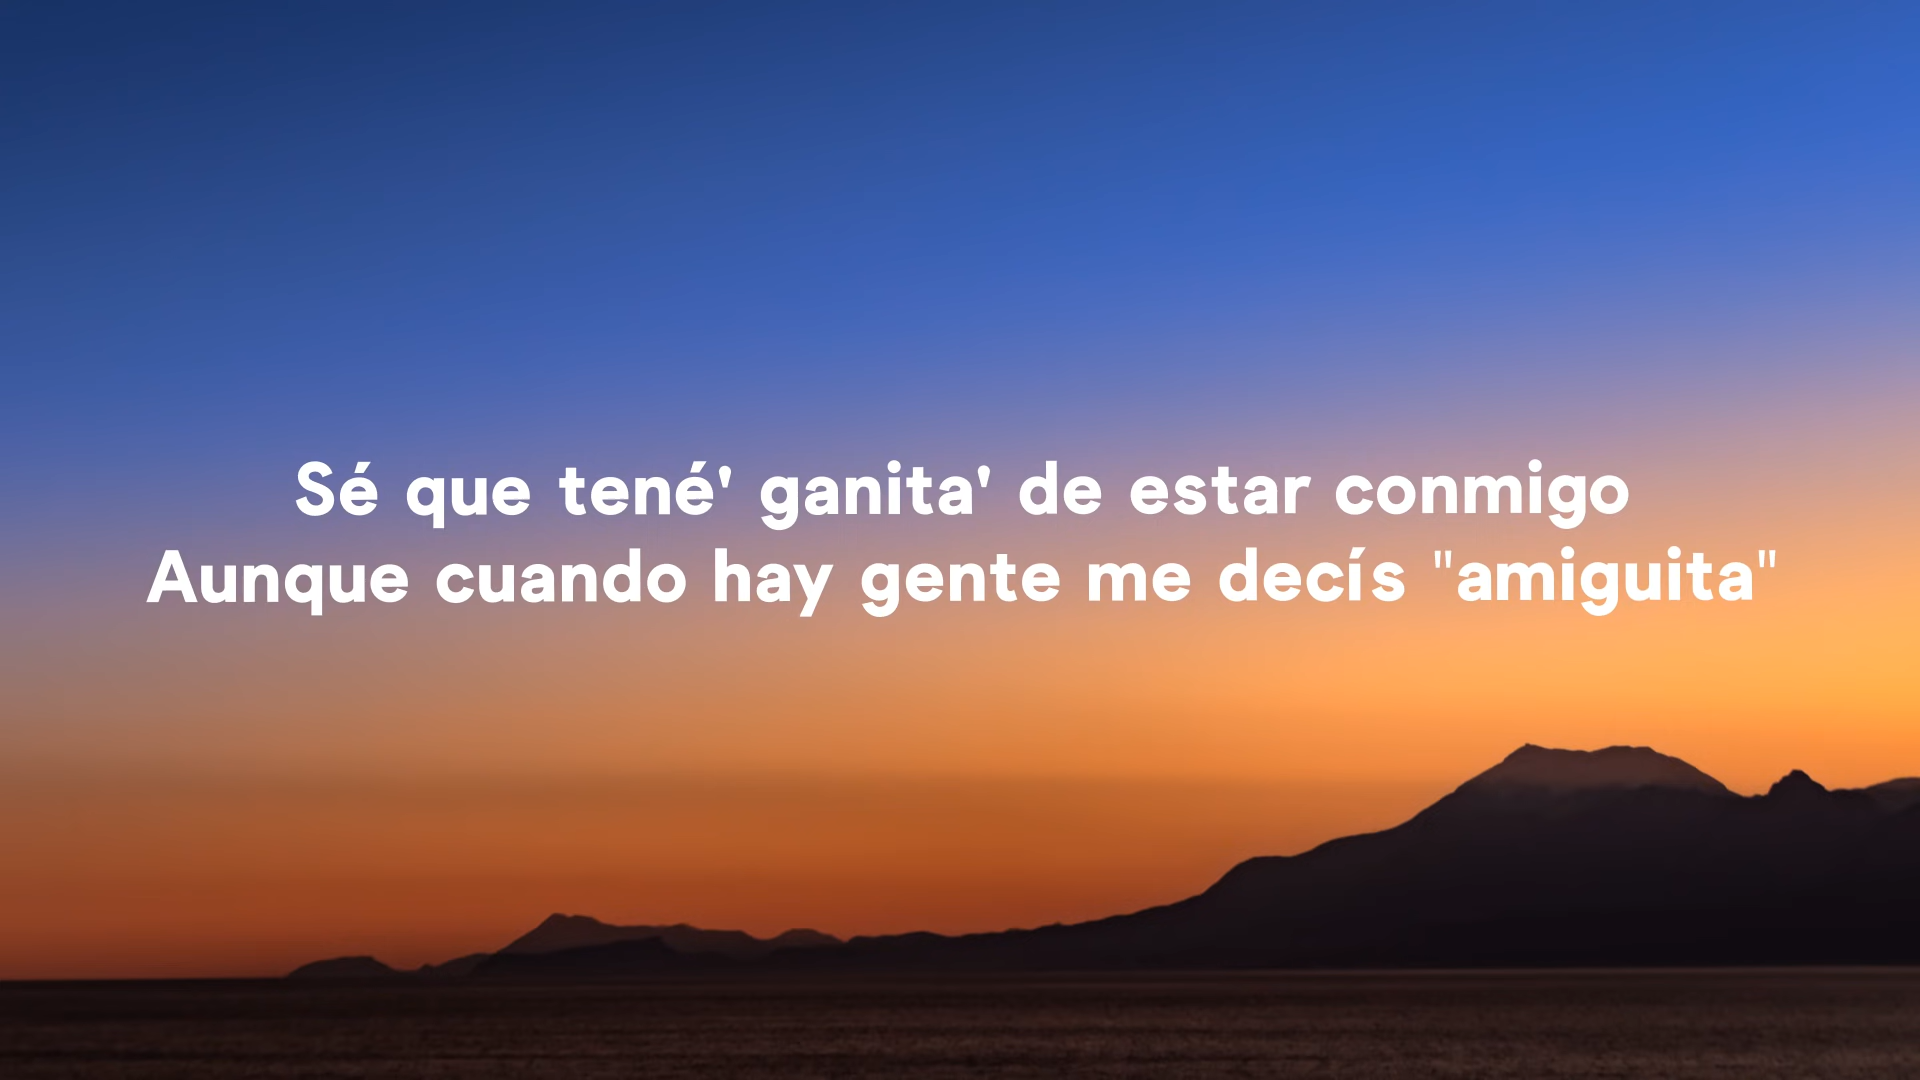 Sé que tené' ganita' de estar conmigo
Aunque cuando hay gente me decís "amiguita"